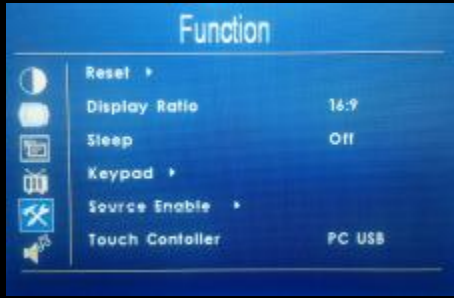 Function
Reset
Display Ratio 16:9
Sleep Off
Keypad
Source Enable
Touch Contoller PC USB